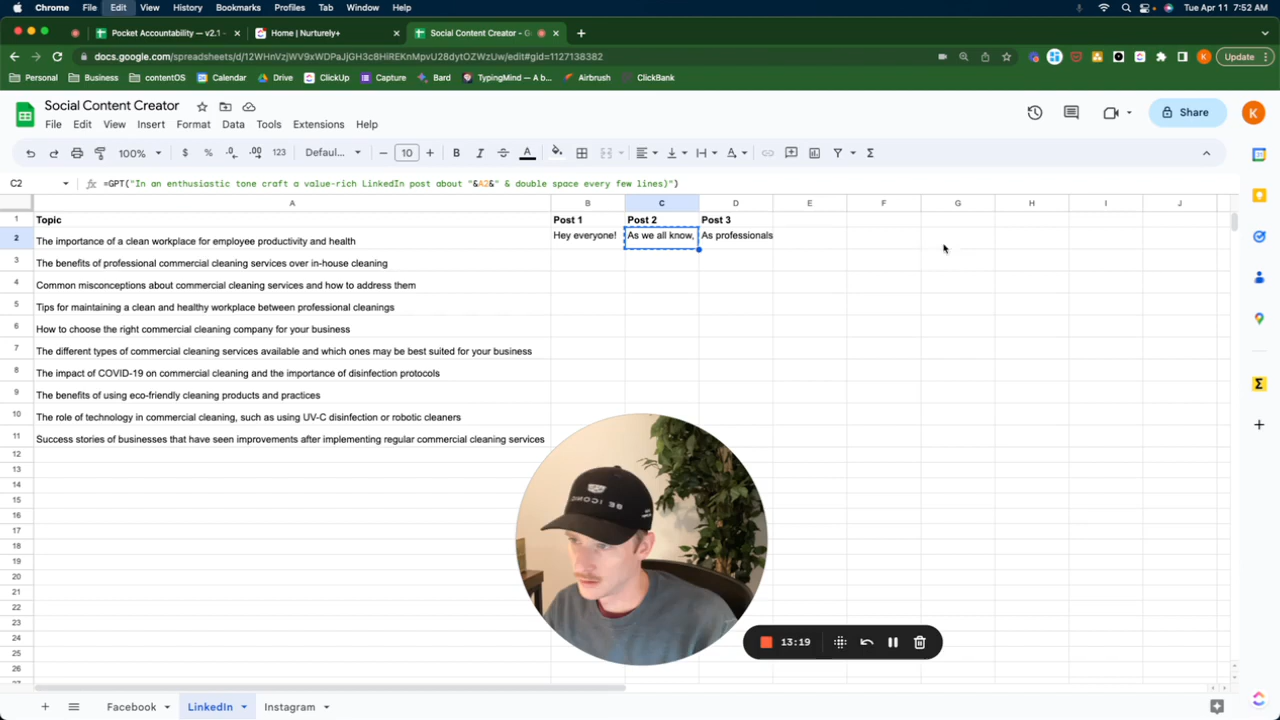 Chrome File Edit View History Bookmarks Profiles Tab Window Help Tue Apr 11 7:52 AM
Pocket Accountability — v2.1 - Home | Nurturely+ Social Content Creator - G
docs.google.com/spreadsheets/d/12WHnVzjWV9xWDPaJjGH3c8HiREKnMpvU28dytOZWzUw/edit#gid=1127138382 K Update
Personal Business contentOS Calendar Drive ClickUp Capture Bard TypingMind — A b... Airbrush ClickBank
Social Content Creator
File Edit View Insert Format Data Tools Extensions Help
Share K
100% $ % .0 .00 123 Defaul... 10 B I A
C2 fx =GPT("In an enthusiastic tone craft a value-rich LinkedIn post about "&A2&" & double space every few lines)")
A B C D E F G H I J
1 Topic Post 1 Post 2 Post 3
2 The importance of a clean workplace for employee productivity and health Hey everyone! As we all know, As professionals
3 The benefits of professional commercial cleaning services over in-house cleaning
4 Common misconceptions about commercial cleaning services and how to address them
5 Tips for maintaining a clean and healthy workplace between professional cleanings
6 How to choose the right commercial cleaning company for your business
7 The different types of commercial cleaning services available and which ones may be best suited for your business
8 The impact of COVID-19 on commercial cleaning and the importance of disinfection protocols
9 The benefits of using eco-friendly cleaning products and practices
10 The role of technology in commercial cleaning, such as using UV-C disinfection or robotic cleaners
11 Success stories of businesses that have seen improvements after implementing regular commercial cleaning services
12
13
14
15
16
17
18
19
20
21
22
23
24
25
26
BE ICONIC
13:19
Facebook LinkedIn Instagram